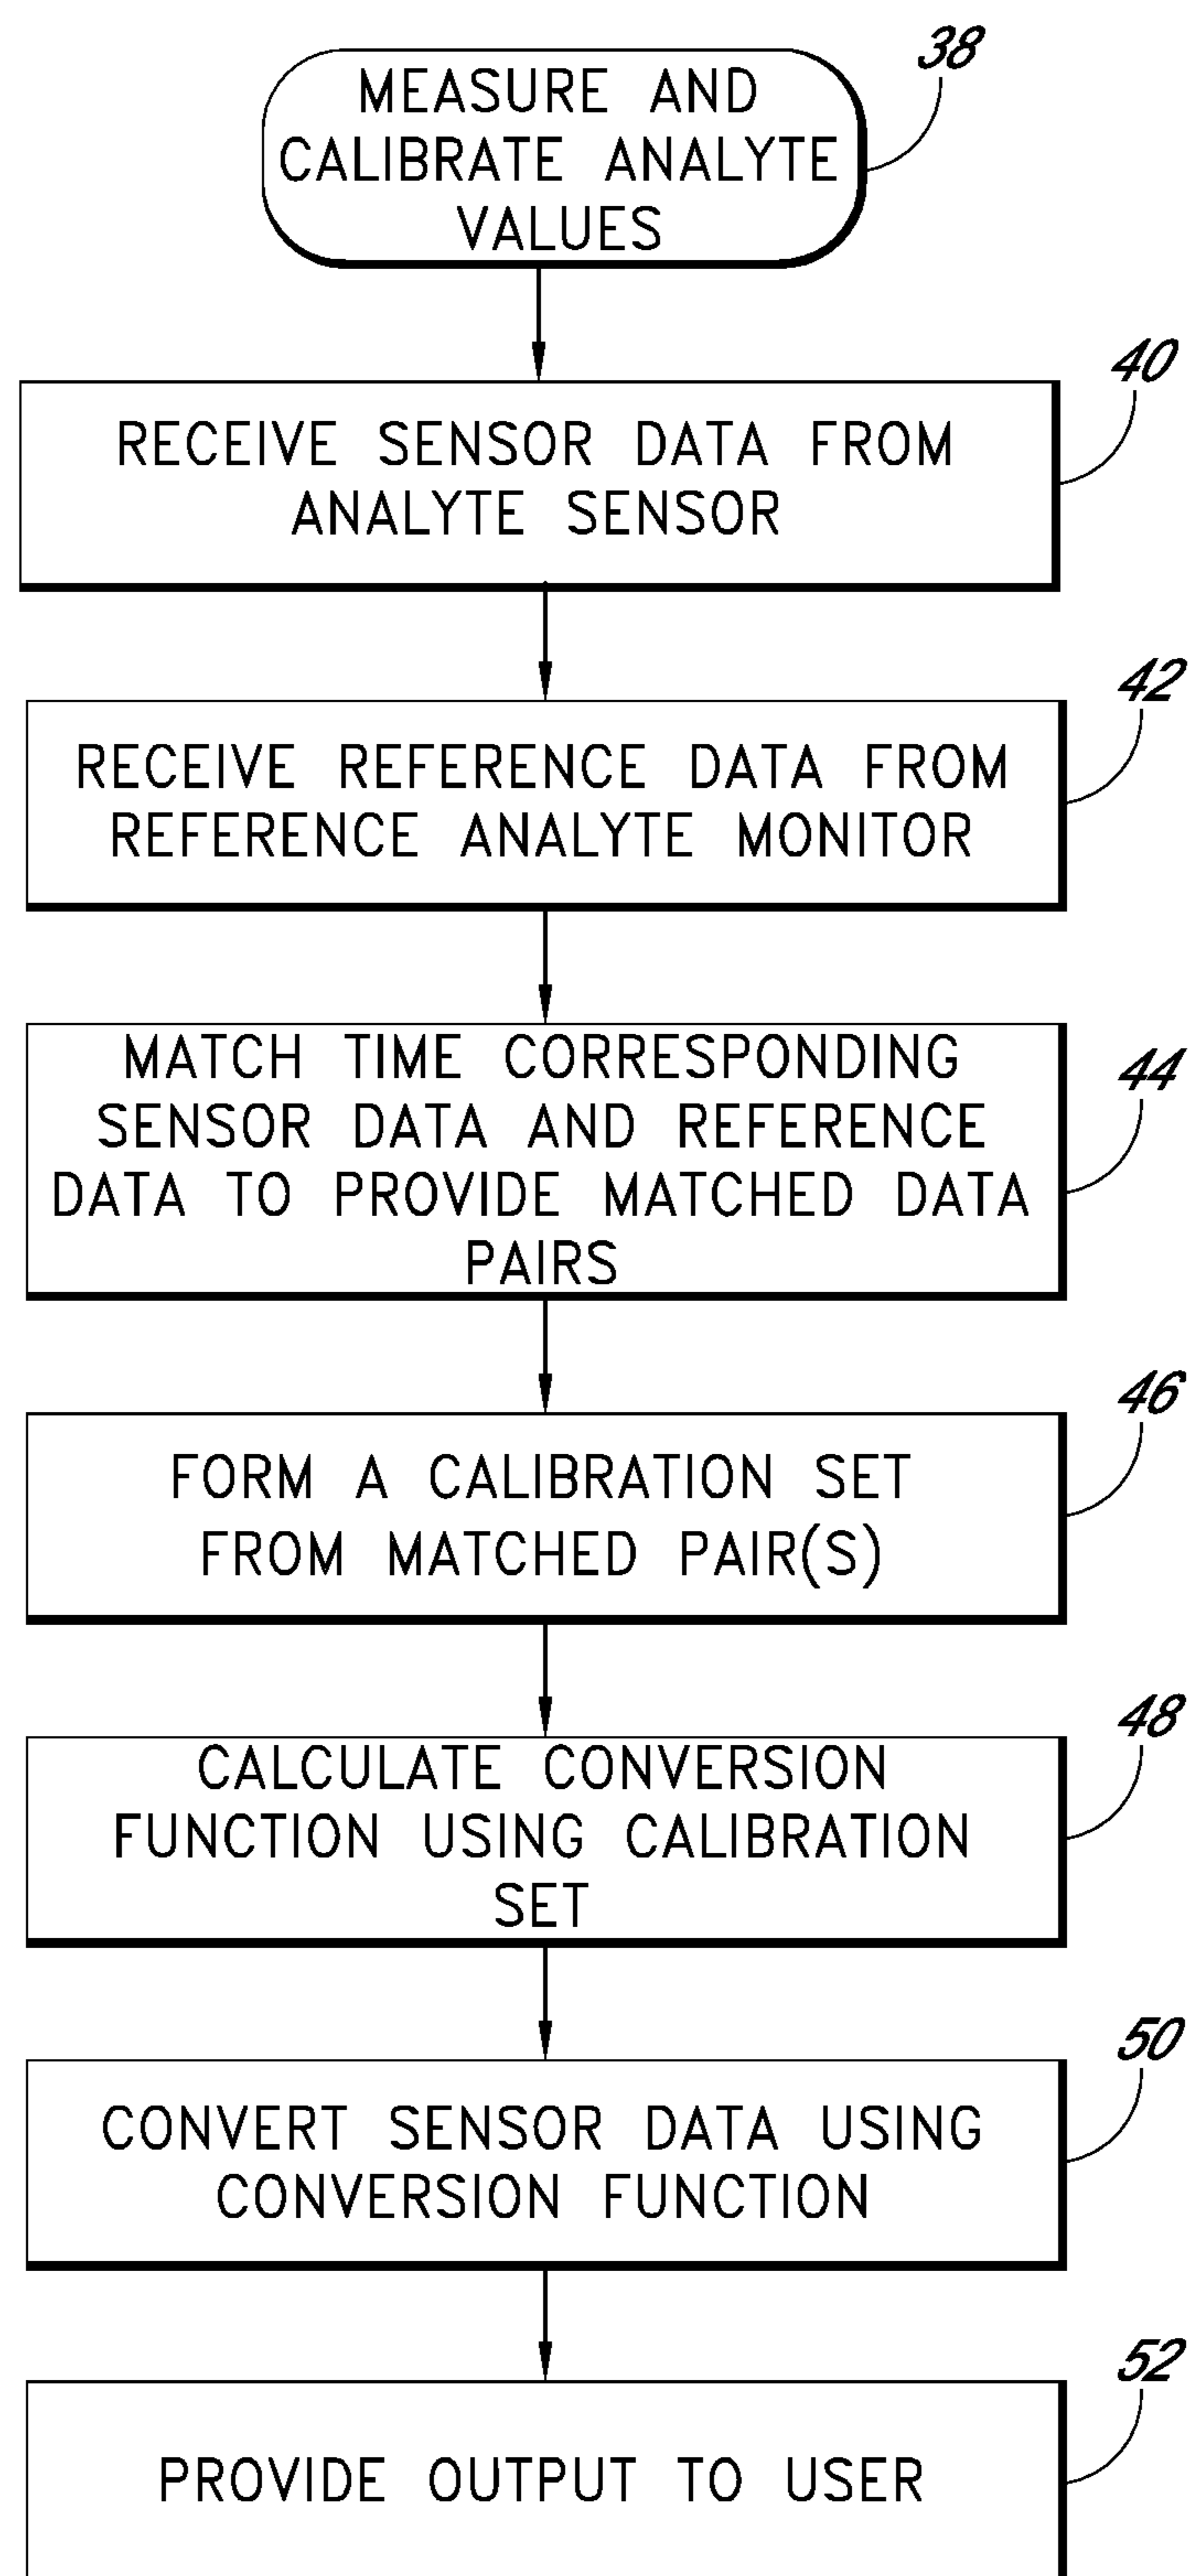 38
MEASURE AND
CALIBRATE ANALYTE
VALUES
40
RECEIVE SENSOR DATA FROM
ANALYTE SENSOR
42
RECEIVE REFERENCE DATA FROM
REFERENCE ANALYTE MONITOR
44
MATCH TIME CORRESPONDING
SENSOR DATA AND REFERENCE
DATA TO PROVIDE MATCHED DATA
PAIRS
46
FORM A CALIBRATION SET
FROM MATCHED PAIR(S)
48
CALCULATE CONVERSION
FUNCTION USING CALIBRATION
SET
50
CONVERT SENSOR DATA USING
CONVERSION FUNCTION
52
PROVIDE OUTPUT TO USER